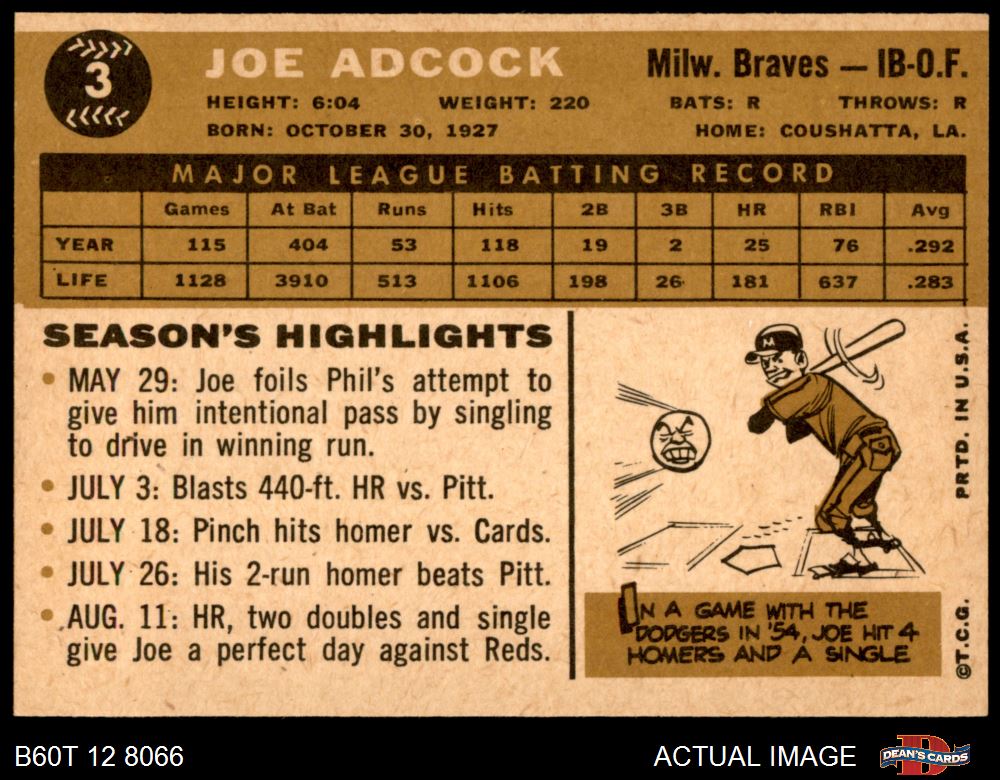 3
JOE ADCOCK
Milw. Braves — IB-O.F.
HEIGHT: 6:04 WEIGHT: 220 BATS: R THROWS: R
BORN: OCTOBER 30, 1927 HOME: COUSHATTA, LA.
MAJOR LEAGUE BATTING RECORD
Games At Bat Runs Hits 2B 3B HR RBI Avg
YEAR 115 404 53 118 19 2 25 76 .292
LIFE 1128 3910 513 1106 198 26 181 637 .283
SEASON'S HIGHLIGHTS
• MAY 29: Joe foils Phil's attempt to
give him intentional pass by singling
to drive in winning run.
• JULY 3: Blasts 440-ft. HR vs. Pitt.
• JULY 18: Pinch hits homer vs. Cards.
• JULY 26: His 2-run homer beats Pitt.
• AUG. 11: HR, two doubles and single
give Joe a perfect day against Reds.
M
IN A GAME WITH THE
DODGERS IN '54, JOE HIT 4
HOMERS AND A SINGLE
PRTD. IN U.S.A.
©T.C.G.
B60T 12 8066
ACTUAL IMAGE
DEAN'S CARDS